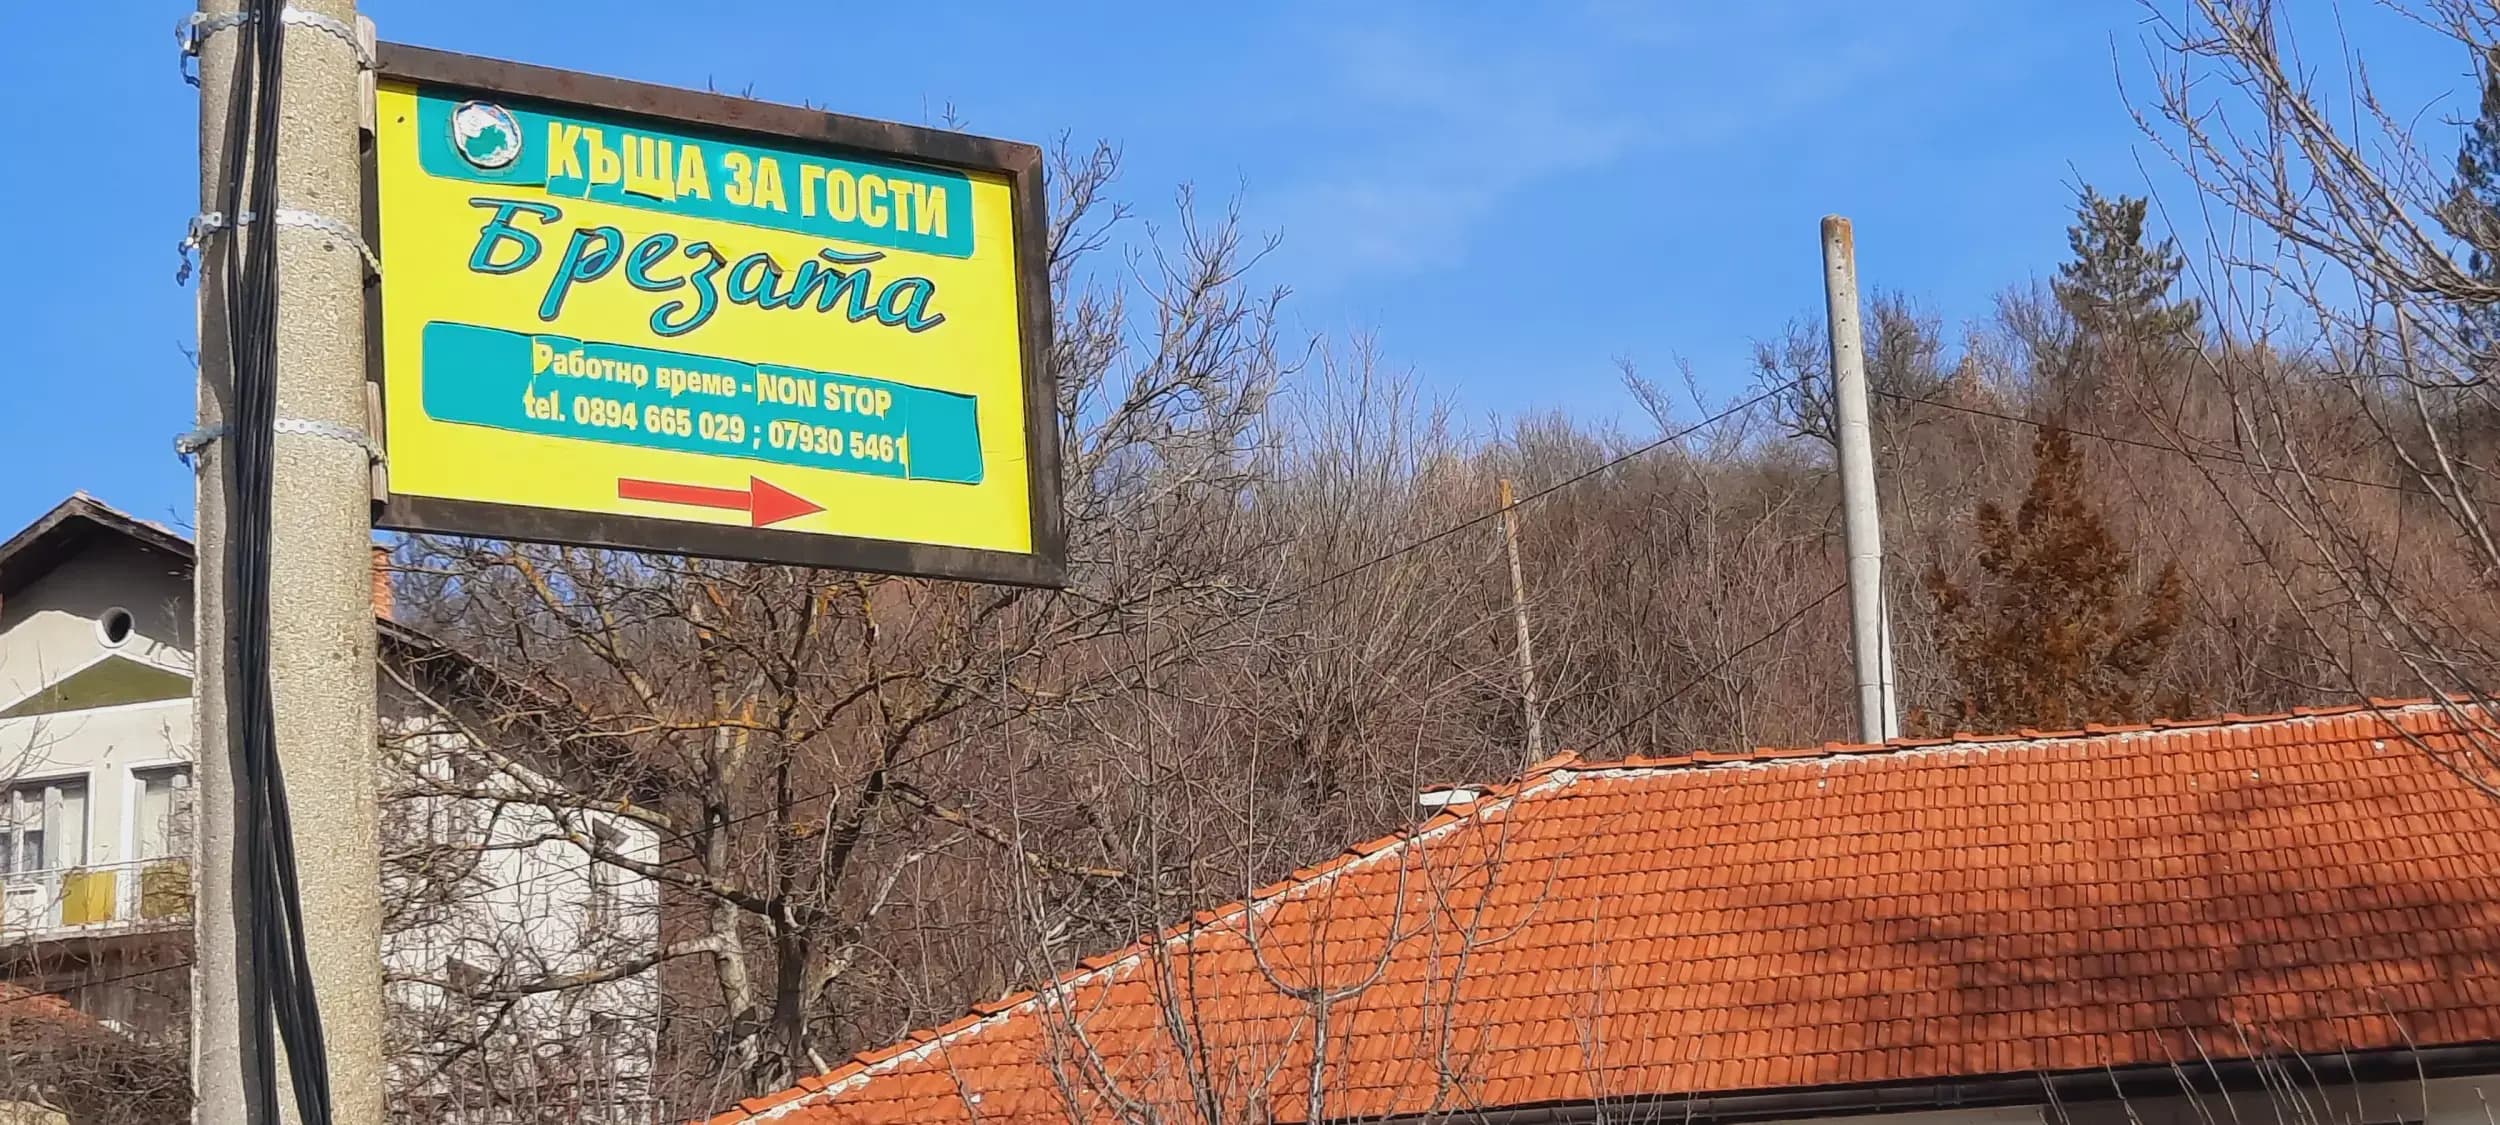 КЪЩА ЗА ГОСТИ
Брезата
Работно време - NON STOP
tel. 0894 665 029 ; 07930 5461